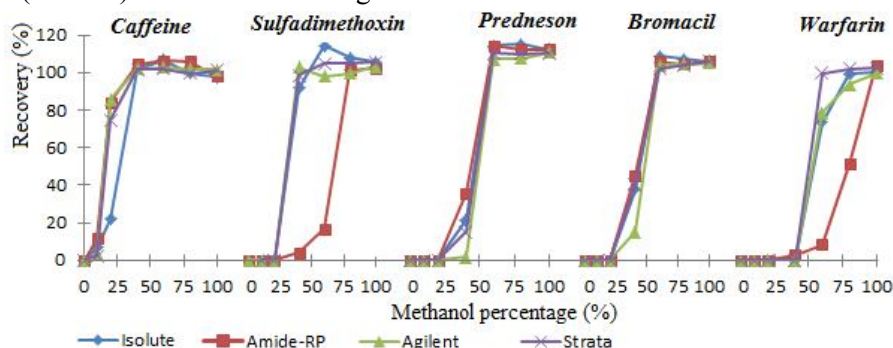 Caffeine Sulfadimethoxin Predneson Bromacil Warfarin
Recovery (%)
120
100
80
60
40
20
0
0 25 50 75 100 0 25 50 75 100 0 25 50 75 100 0 25 50 75 100 0 25 50 75 100
Methanol percentage (%)
Isolute Amide-RP Agilent Strata